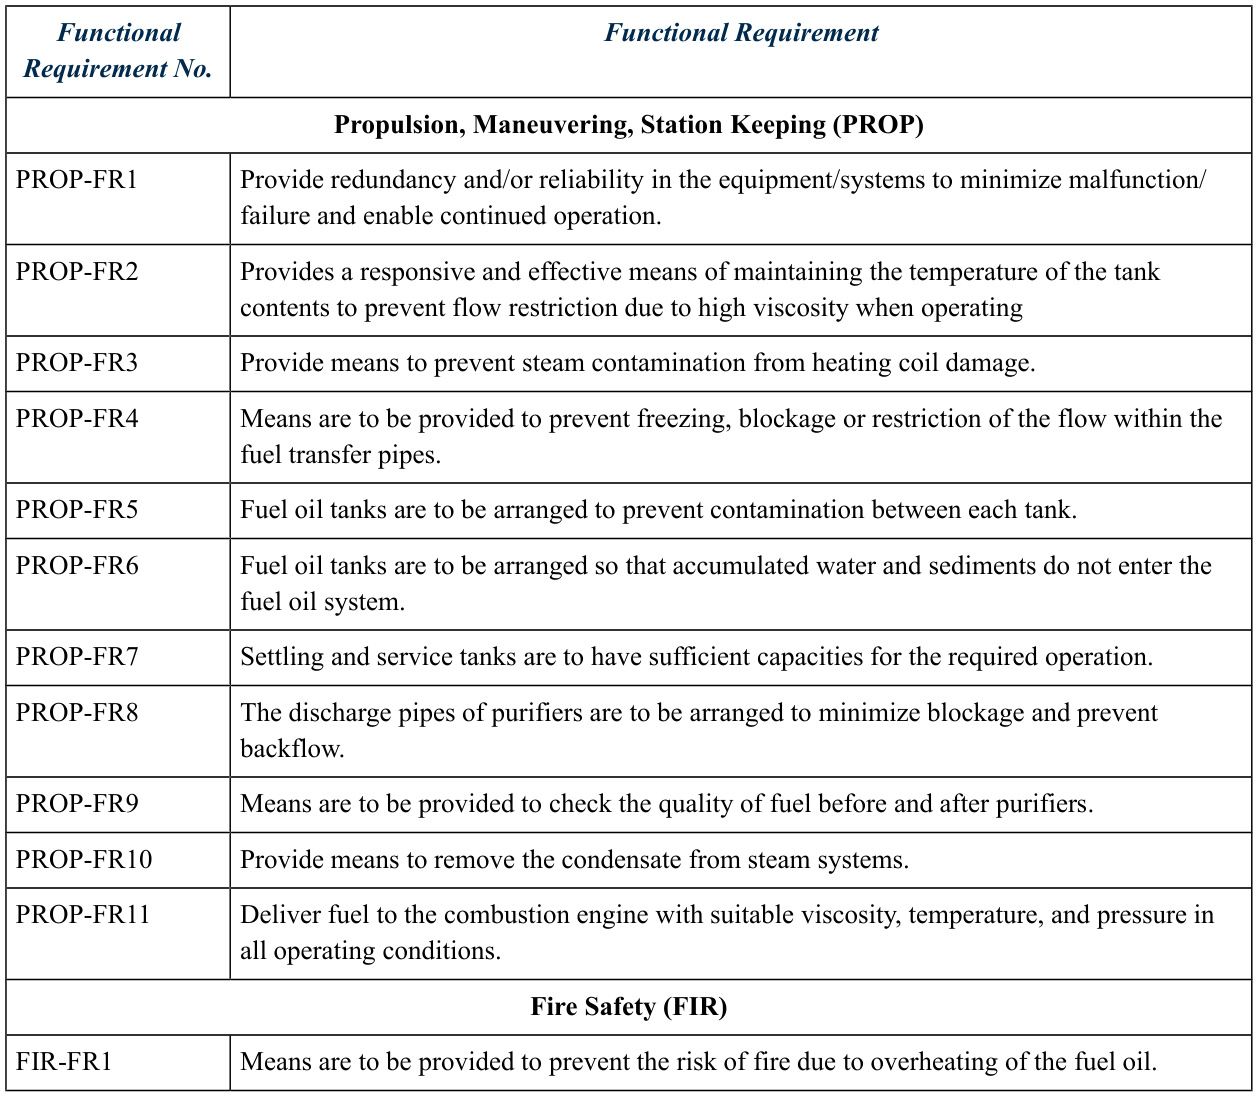 Functional
Requirement No.
Functional Requirement
Propulsion, Maneuvering, Station Keeping (PROP)
PROP-FR1
Provide redundancy and/or reliability in the equipment/systems to minimize malfunction/
failure and enable continued operation.
PROP-FR2
Provides a responsive and effective means of maintaining the temperature of the tank
contents to prevent flow restriction due to high viscosity when operating
PROP-FR3
Provide means to prevent steam contamination from heating coil damage.
PROP-FR4
Means are to be provided to prevent freezing, blockage or restriction of the flow within the
fuel transfer pipes.
PROP-FR5
Fuel oil tanks are to be arranged to prevent contamination between each tank.
PROP-FR6
Fuel oil tanks are to be arranged so that accumulated water and sediments do not enter the
fuel oil system.
PROP-FR7
Settling and service tanks are to have sufficient capacities for the required operation.
PROP-FR8
The discharge pipes of purifiers are to be arranged to minimize blockage and prevent
backflow.
PROP-FR9
Means are to be provided to check the quality of fuel before and after purifiers.
PROP-FR10
Provide means to remove the condensate from steam systems.
PROP-FR11
Deliver fuel to the combustion engine with suitable viscosity, temperature, and pressure in
all operating conditions.
Fire Safety (FIR)
FIR-FR1
Means are to be provided to prevent the risk of fire due to overheating of the fuel oil.